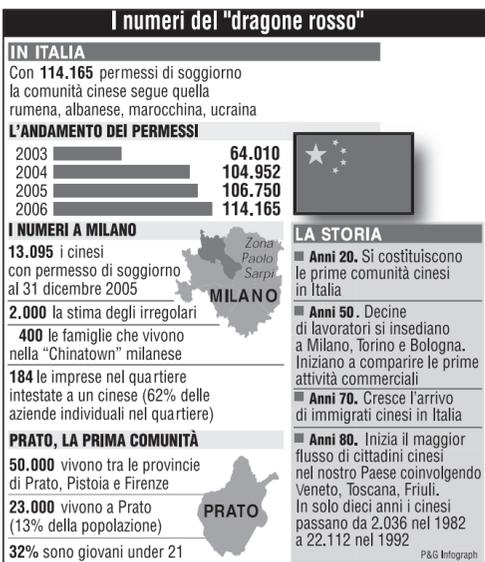 I numeri del "dragone rosso"
IN ITALIA
Con 114.165 permessi di soggiorno
la comunità cinese segue quella
rumena, albanese, marocchina, ucraina
L'ANDAMENTO DEI PERMESSI
2003 64.010
2004 104.952
2005 106.750
2006 114.165
I NUMERI A MILANO
13.095 i cinesi
con permesso di soggiorno
al 31 dicembre 2005
2.000 la stima degli irregolari
400 le famiglie che vivono
nella "Chinatown" milanese
184 le imprese nel quartiere
intestate a un cinese (62% delle
aziende individuali nel quartiere)
Zona
Paolo
Sarpi
MILANO
PRATO, LA PRIMA COMUNITÀ
50.000 vivono tra le provincie
di Prato, Pistoia e Firenze
23.000 vivono a Prato
(13% della popolazione)
32% sono giovani under 21
PRATO
LA STORIA
Anni 20. Si costituiscono
le prime comunità cinesi
in Italia
Anni 50. Decine
di lavoratori si insediano
a Milano, Torino e Bologna.
Iniziano a comparire le prime
attività commerciali
Anni 70. Cresce l'arrivo
di immigrati cinesi in Italia
Anni 80. Inizia il maggior
flusso di cittadini cinesi
nel nostro Paese coinvolgendo
Veneto, Toscana, Friuli.
In solo dieci anni i cinesi
passano da 2.036 nel 1982
a 22.112 nel 1992
P&G Infograph